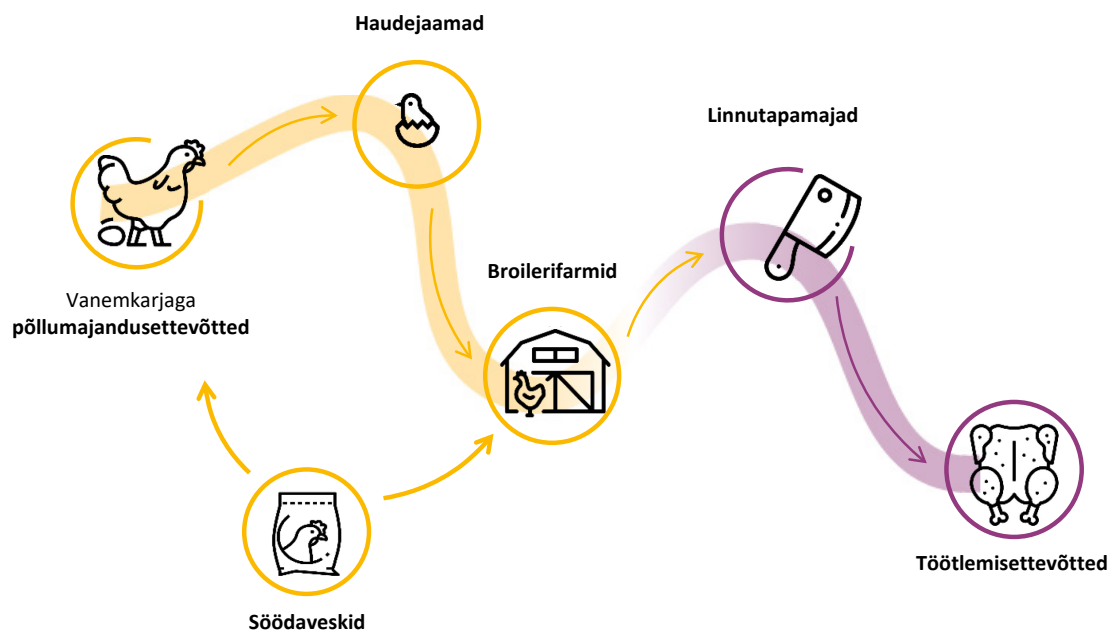 Haudejaamad
Linnutapamajad
Broilerifarmid
Vanemkarjaga
põllumajandusettevõtted
Töötlemisettevõtted
Söödaveskid